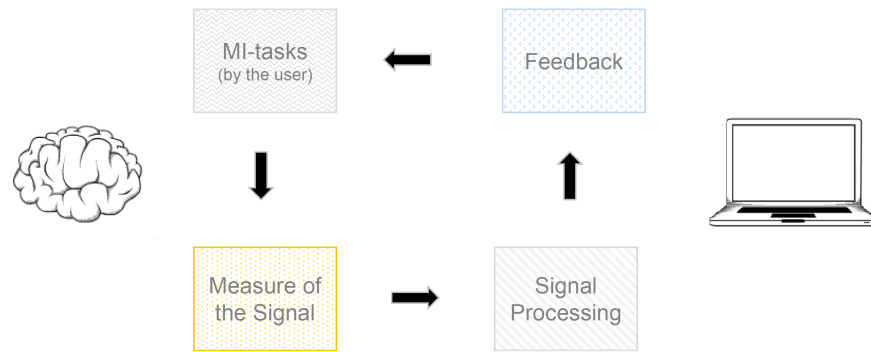 MI-tasks
(by the user)
Feedback
Measure of
the Signal
Signal
Processing